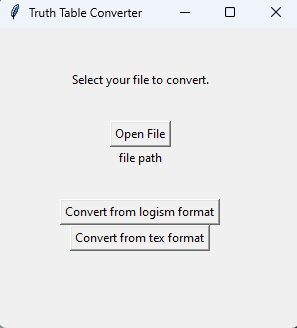 Truth Table Converter
Select your file to convert.
Open File
file path
Convert from logism format
Convert from tex format